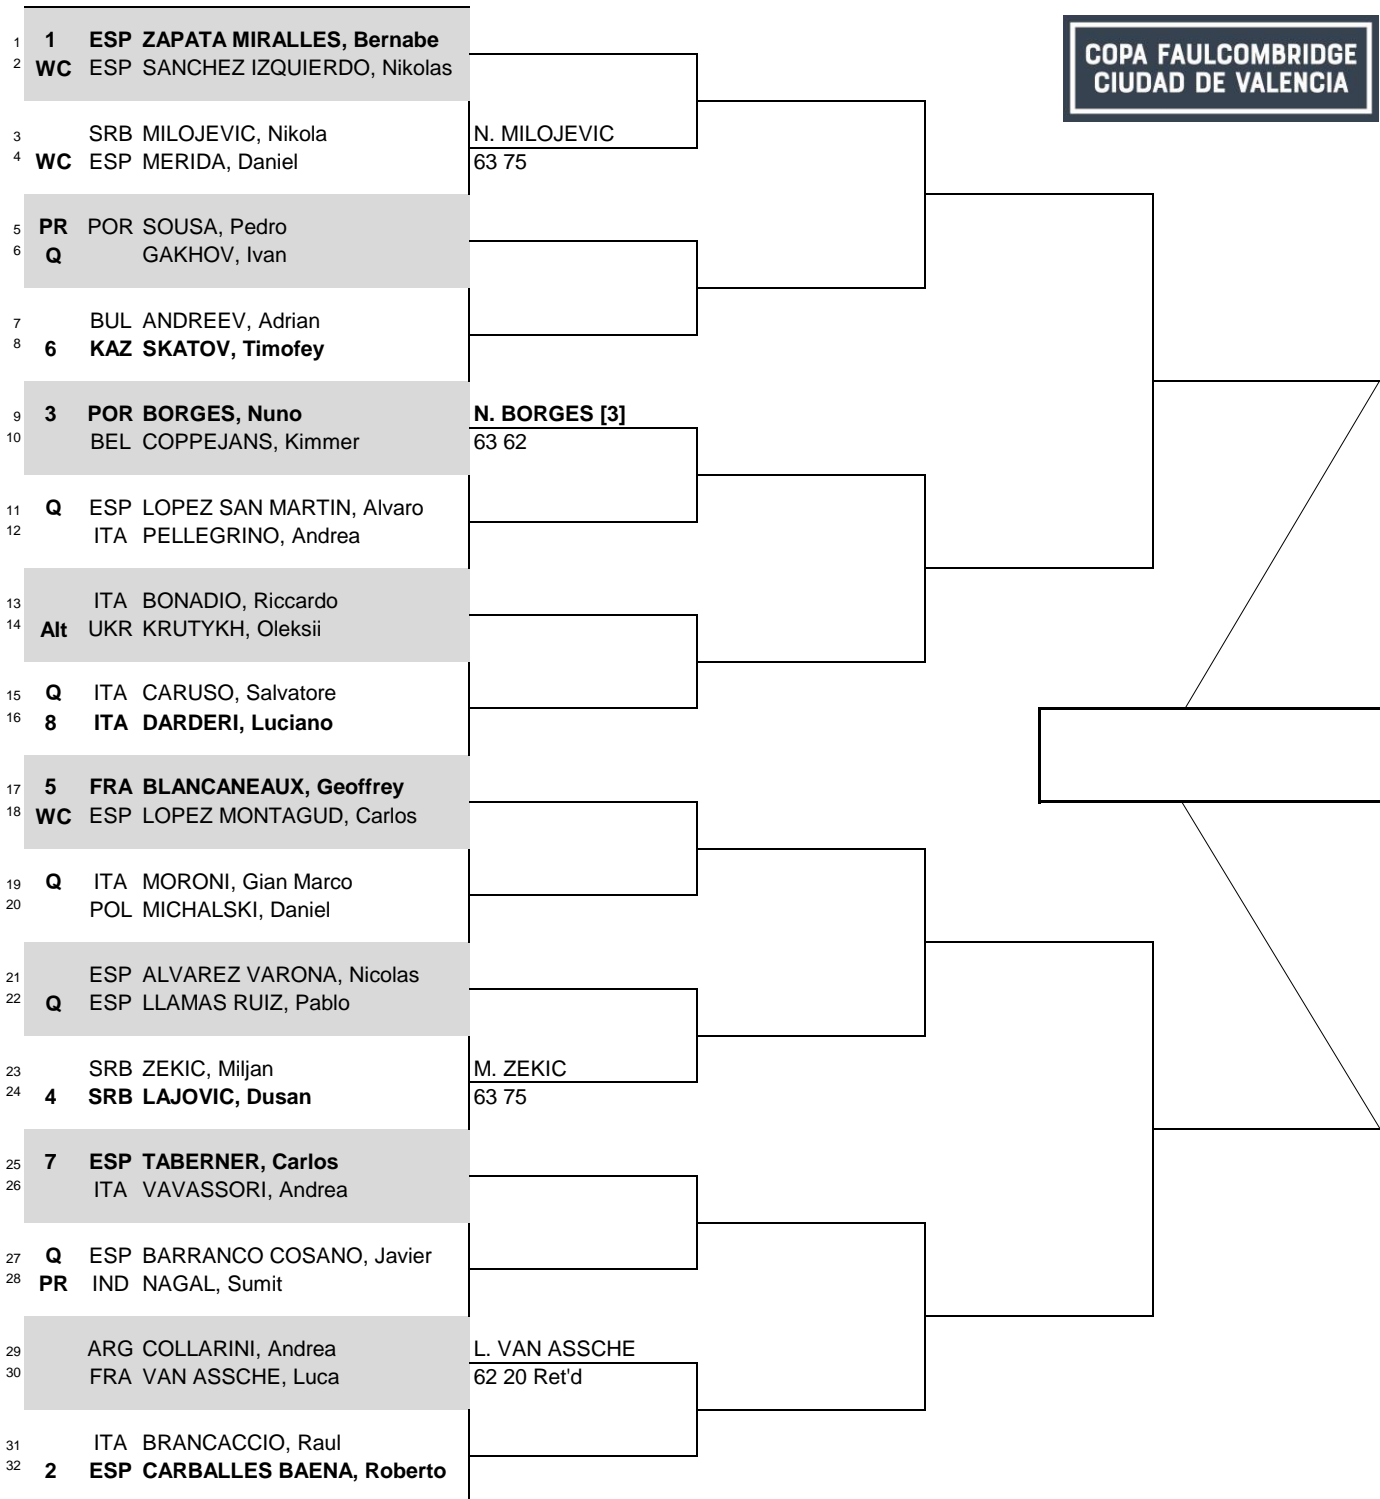 COPA FAULCOMBRIDGE
CIUDAD DE VALENCIA
1 1 ESP ZAPATA MIRALLES, Bernabe
2 WC ESP SANCHEZ IZQUIERDO, Nikolas
3 SRB MILOJEVIC, Nikola N. MILOJEVIC
4 WC ESP MERIDA, Daniel 63 75
5 PR POR SOUSA, Pedro
6 Q GAKHOV, Ivan
7 BUL ANDREEV, Adrian
8 6 KAZ SKATOV, Timofey
9 3 POR BORGES, Nuno N. BORGES [3]
10 BEL COPPEJANS, Kimmer 63 62
11 Q ESP LOPEZ SAN MARTIN, Alvaro
12 ITA PELLEGRINO, Andrea
13 ITA BONADIO, Riccardo
14 Alt UKR KRUTYKH, Oleksii
15 Q ITA CARUSO, Salvatore
16 8 ITA DARDERI, Luciano
17 5 FRA BLANCANEAUX, Geoffrey
18 WC ESP LOPEZ MONTAGUD, Carlos
19 Q ITA MORONI, Gian Marco
20 POL MICHALSKI, Daniel
21 ESP ALVAREZ VARONA, Nicolas
22 Q ESP LLAMAS RUIZ, Pablo
23 SRB ZEKIC, Miljan M. ZEKIC
24 4 SRB LAJOVIC, Dusan 63 75
25 7 ESP TABERNER, Carlos
26 ITA VAVASSORI, Andrea
27 Q ESP BARRANCO COSANO, Javier
28 PR IND NAGAL, Sumit
29 ARG COLLARINI, Andrea L. VAN ASSCHE
30 FRA VAN ASSCHE, Luca 62 20 Ret'd
31 ITA BRANCACCIO, Raul
32 2 ESP CARBALLES BAENA, Roberto